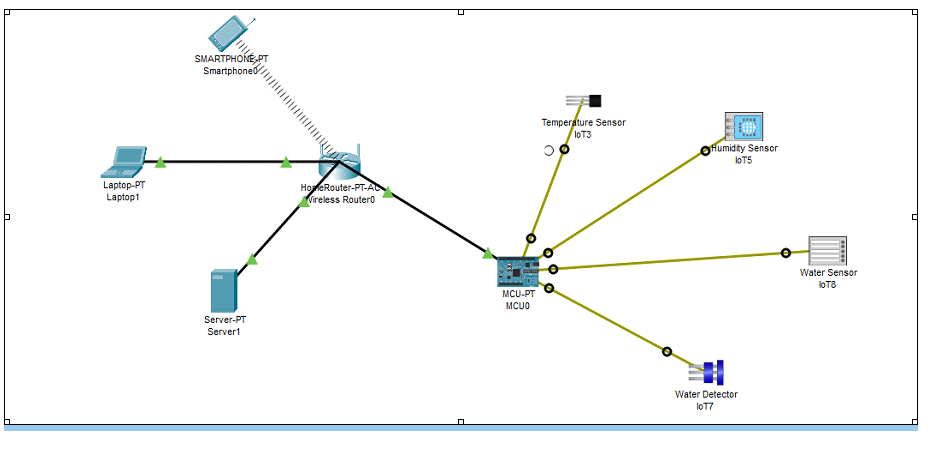 SMARTPHONE-PT
Smartphone0
Temperature Sensor
IoT3
Humidity Sensor
IoT5
Laptop-PT
Laptop1
HomeRouter-PT-AC
Wireless Router0
Water Sensor
IoT8
MCU-PT
MCU0
Server-PT
Server1
Water Detector
IoT7